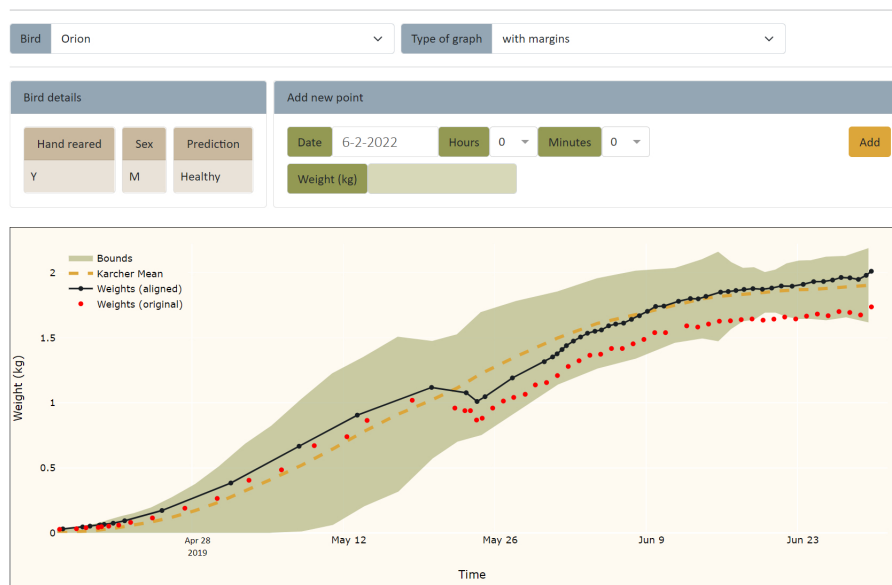 Bird Orion Type of graph with margins
Bird details Add new point
Hand reared Sex Prediction Date 6-2-2022 Hours 0 Minutes 0 Add
Y M Healthy Weight (kg)
Bounds
Karcher Mean
Weights (aligned)
Weights (original)
Weight (kg)
2
1.5
1
0.5
0
Apr 28 May 12 May 26 Jun 9 Jun 23
2019
Time